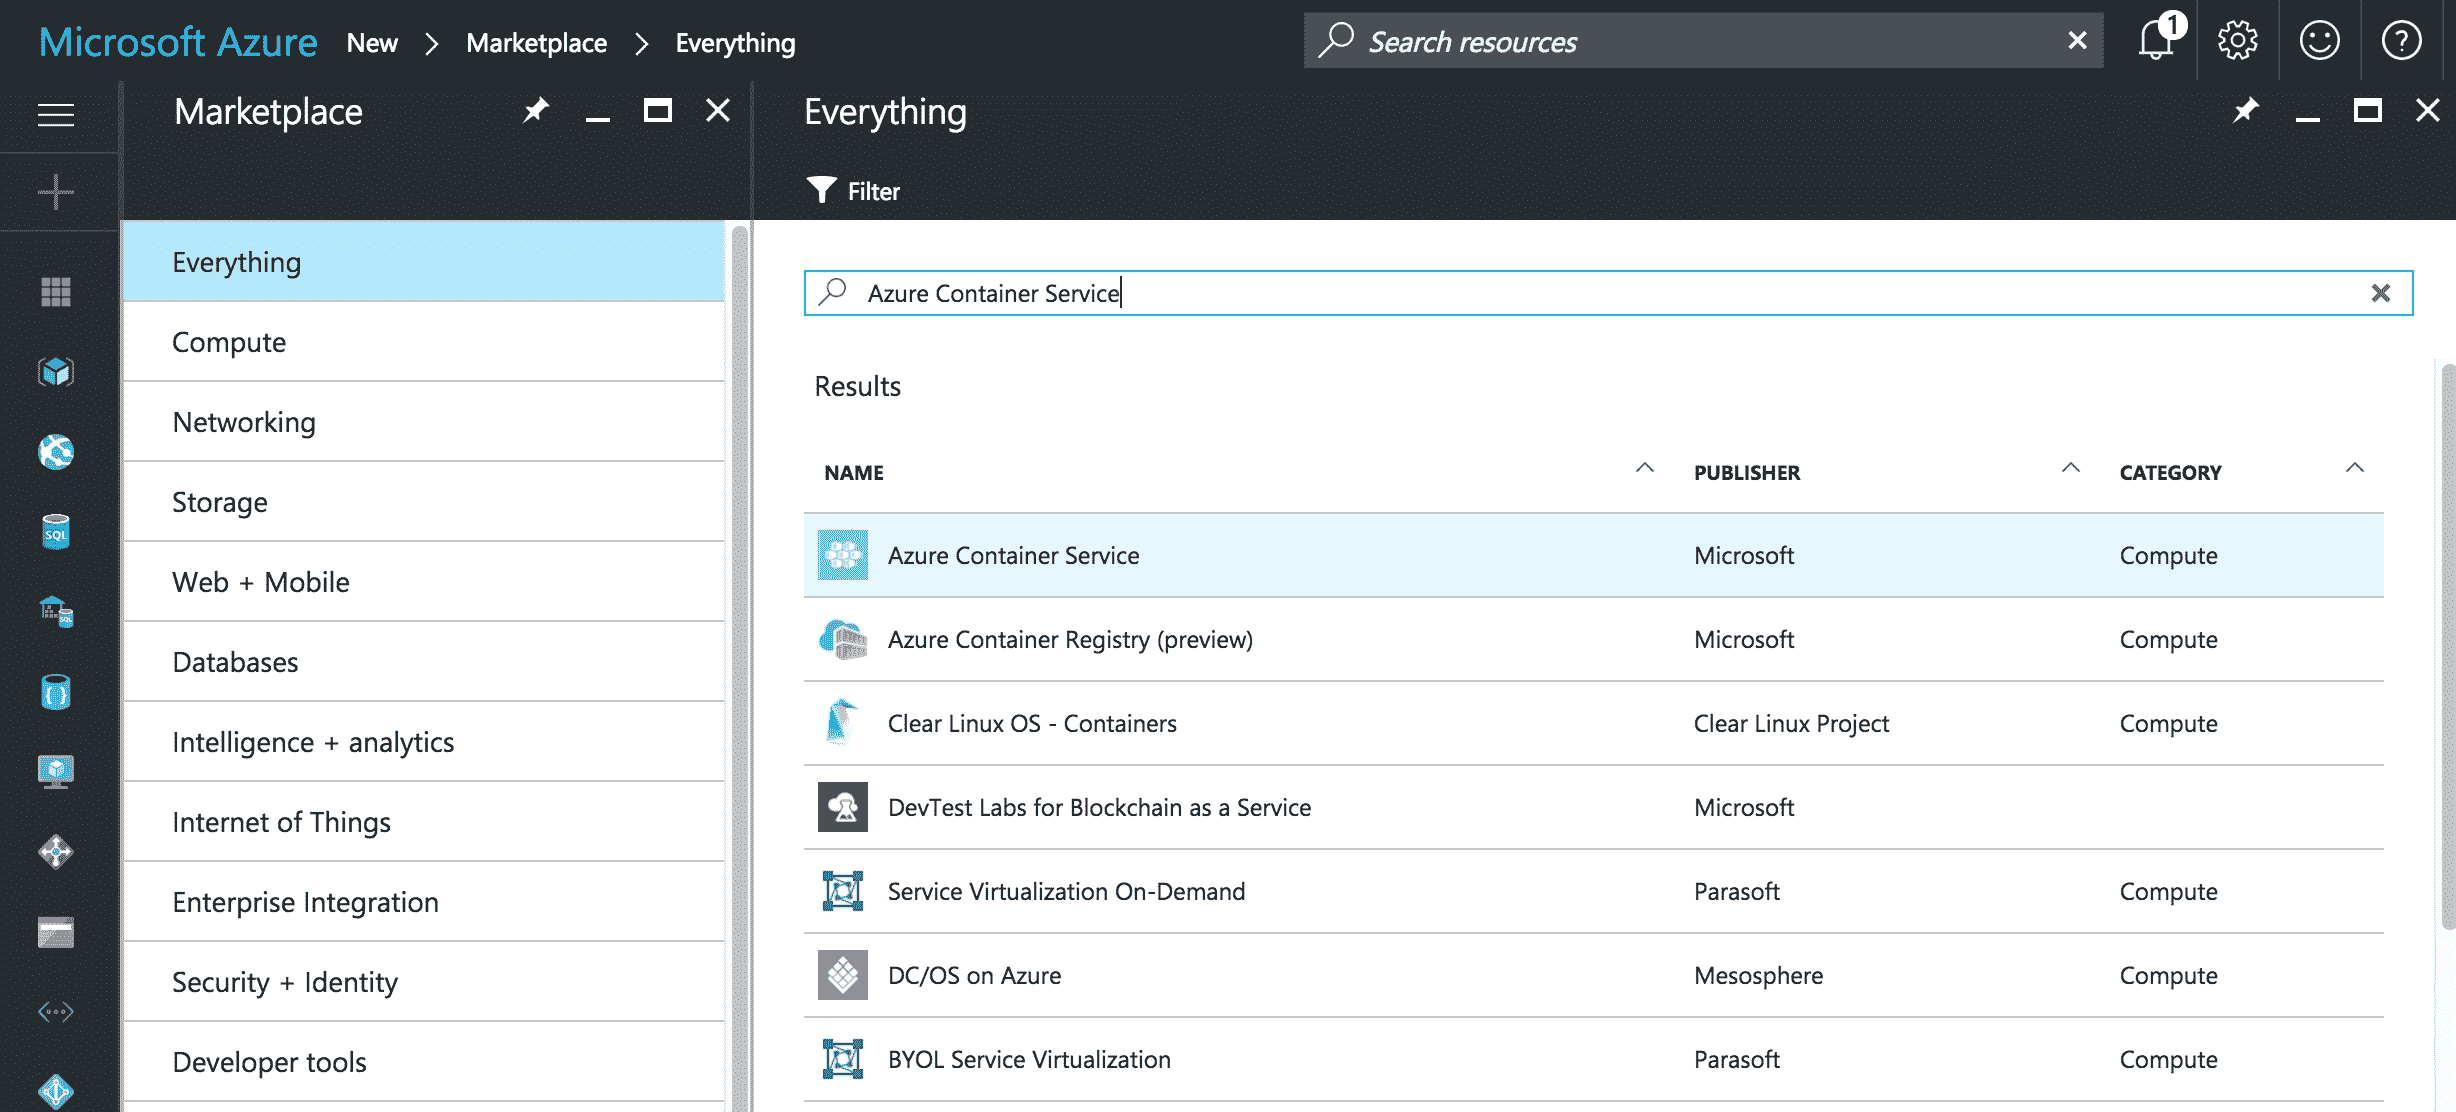 Microsoft Azure New Marketplace Everything Search resources 1
Marketplace
Everything
Filter
Everything
Compute
Networking
Storage
Web + Mobile
Databases
Intelligence + analytics
Internet of Things
Enterprise Integration
Security + Identity
Developer tools
SQL
SQL
Azure Container Service
Results
NAME PUBLISHER CATEGORY
Azure Container Service Microsoft Compute
Azure Container Registry (preview) Microsoft Compute
Clear Linux OS - Containers Clear Linux Project Compute
DevTest Labs for Blockchain as a Service Microsoft
Service Virtualization On-Demand Parasoft Compute
DC/OS on Azure Mesosphere Compute
BYOL Service Virtualization Parasoft Compute